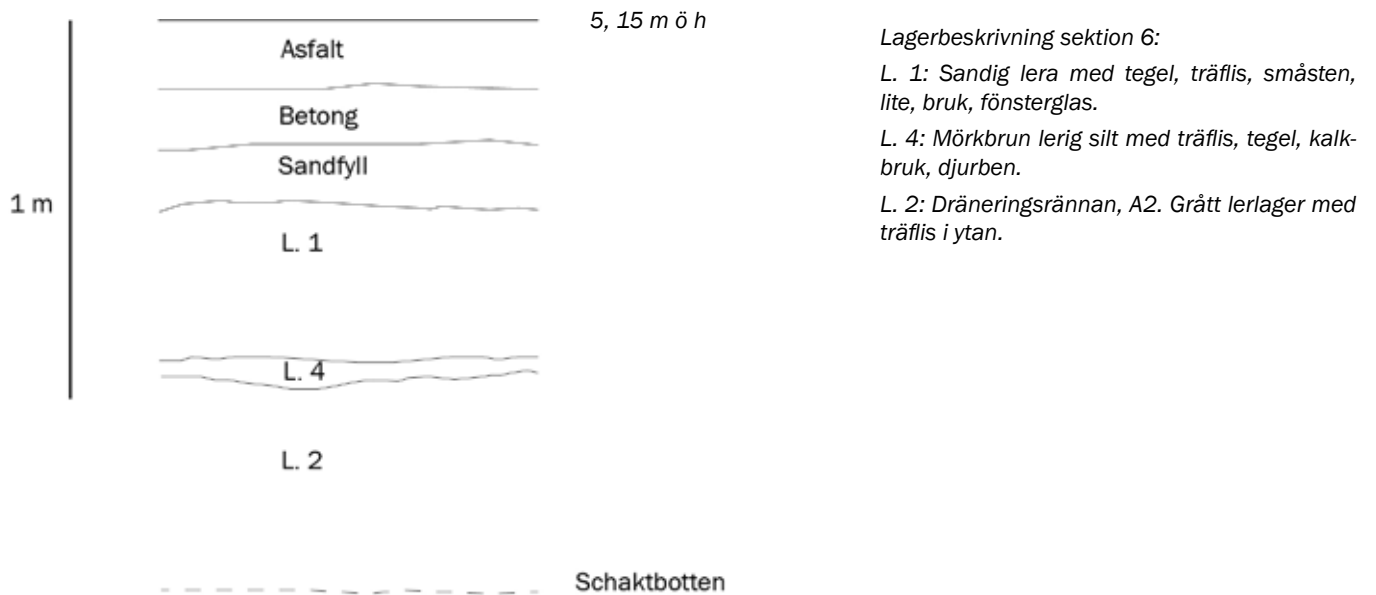 5, 15 m ö h
Asfalt
Betong
Sandfyll
1 m
L. 1
L. 4
L. 2
Schaktbotten
Lagerbeskrivning sektion 6:
L. 1: Sandig lera med tegel, träflis, småsten,
lite, bruk, fönsterglas.
L. 4: Mörkbrun lerig silt med träflis, tegel, kalk-
bruk, djurben.
L. 2: Dräneringsrännan, A2. Grått lerlager med
träflis i ytan.